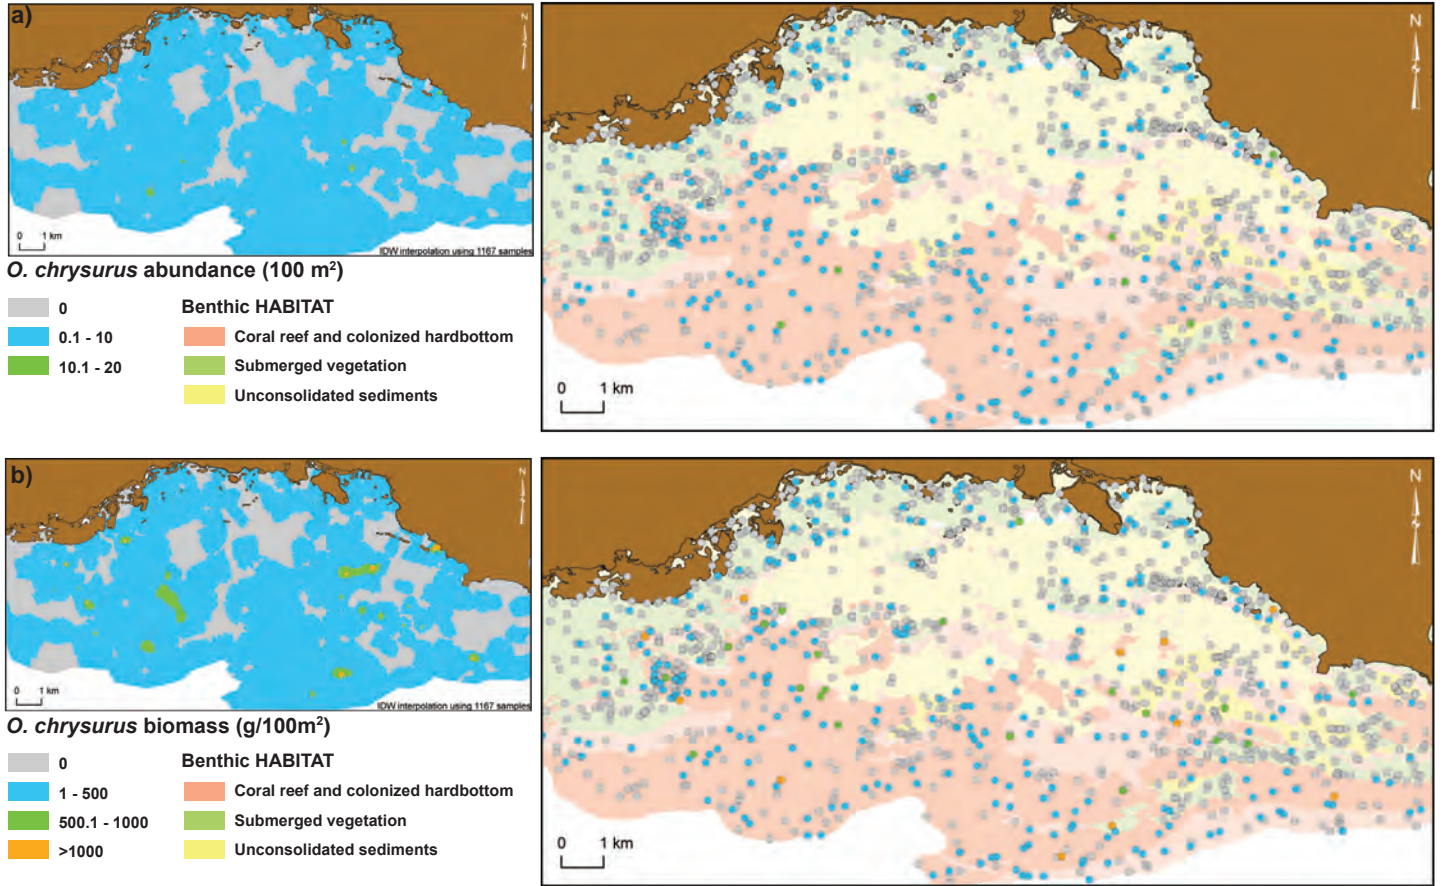 a)
N
0 1 km
IDW interpolation using 1167 samples
O. chrysurus abundance (100 m²)
0
0.1 - 10
10.1 - 20
Benthic HABITAT
Coral reef and colonized hardbottom
Submerged vegetation
Unconsolidated sediments
N
0 1 km
b)
N
0 1 km
IDW interpolation using 1167 samples
O. chrysurus biomass (g/100m²)
0
1 - 500
500.1 - 1000
>1000
Benthic HABITAT
Coral reef and colonized hardbottom
Submerged vegetation
Unconsolidated sediments
N
0 1 km